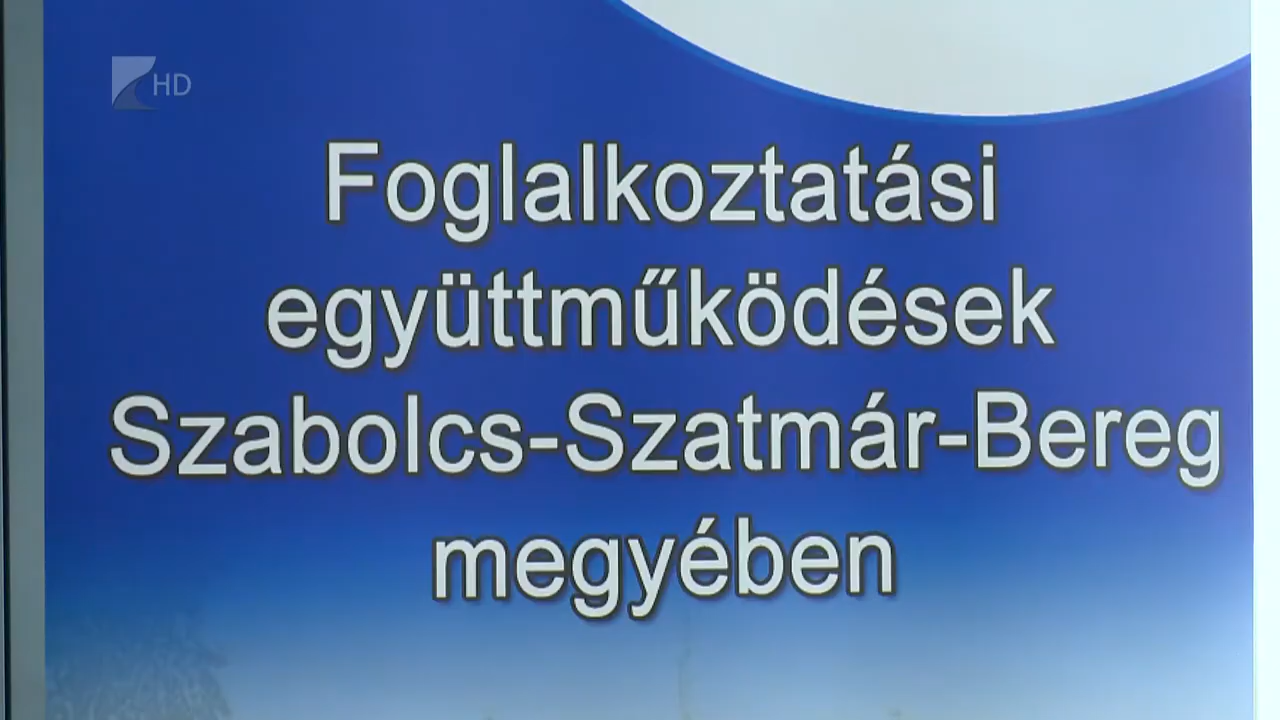 HD
Foglalkoztatási
együttműködések
Szabolcs-Szatmár-Bereg
megyében